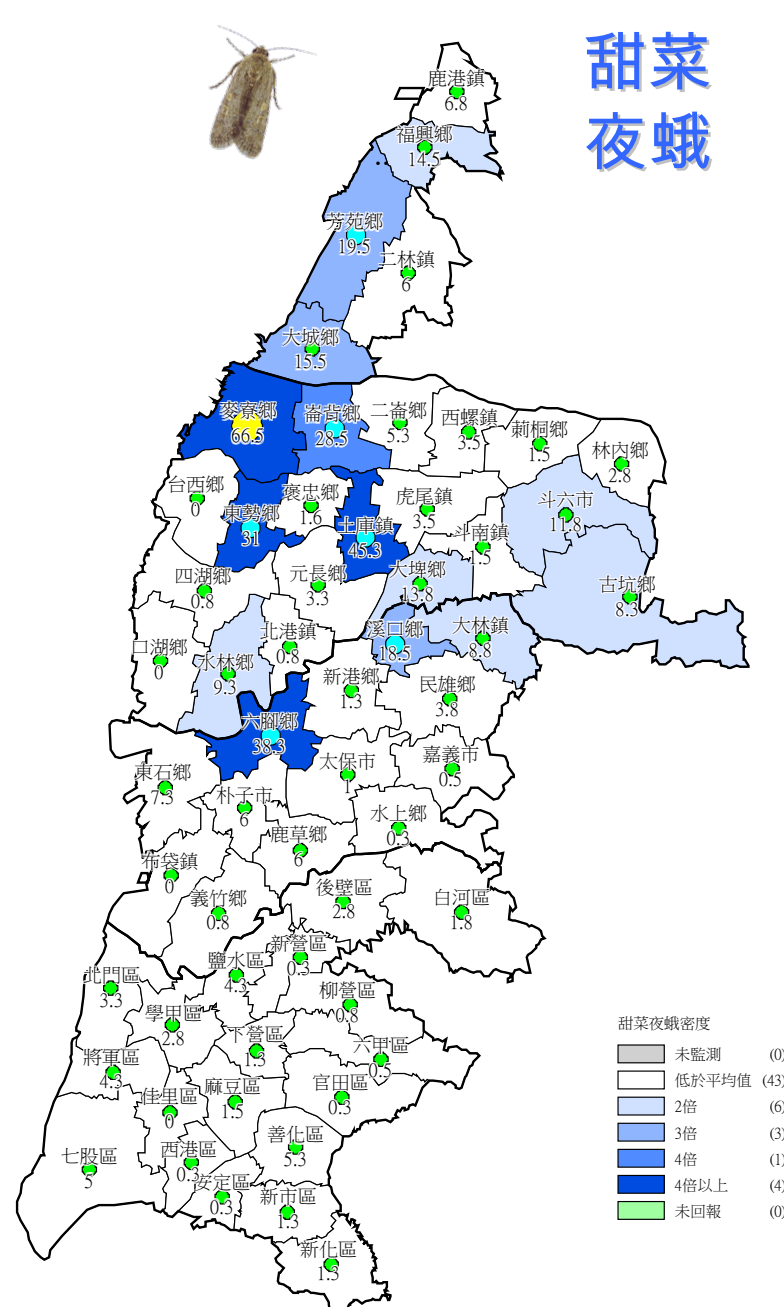 甜菜
夜蛾
鹿港鎮
6.8
福興鄉
14.5
芳苑鄉
19.5
二林鎮
6
大城鄉
15.5
麥寮鄉
66.5
崙背鄉
28.5
二崙鄉
5.3
西螺鎮
3.5
莿桐鄉
1.5
林內鄉
2.8
台西鄉
0
東勢鄉
31
褒忠鄉
1.6
土庫鎮
45.3
虎尾鎮
3.5
斗南鎮
1.5
斗六市
11.8
四湖鄉
0.8
元長鄉
3.3
大埤鄉
13.8
古坑鄉
8.3
口湖鄉
0
水林鄉
9.3
北港鎮
0.8
溪口鄉
18.5
大林鎮
8.8
新港鄉
1.3
民雄鄉
3.8
六腳鄉
38.3
東石鄉
7.3
朴子市
6
太保市
1
嘉義市
0.5
鹿草鄉
6
水上鄉
0.3
布袋鎮
0
義竹鄉
0.8
後壁區
2.8
白河區
1.8
新營區
0.3
鹽水區
4.3
北門區
3.3
柳營區
0.8
學甲區
2.8
下營區
1.3
六甲區
0.5
將軍區
4.3
佳里區
0
麻豆區
1.5
官田區
0.3
七股區
5
西港區
0.3
善化區
5.3
安定區
0.3
新市區
1.3
新化區
1.3
甜菜夜蛾密度
未監測 (0)
低於平均值 (43)
2倍 (6)
3倍 (3)
4倍 (1)
4倍以上 (4)
未回報 (0)